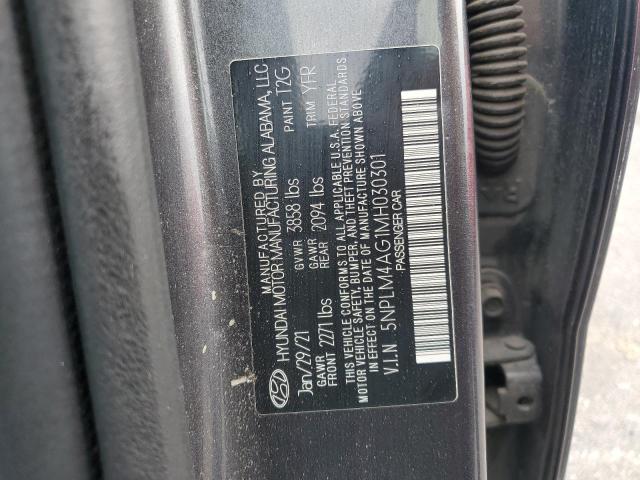 MANUFACTURED BY
HYUNDAI MOTOR MANUFACTURING ALABAMA, LLC
Jan/29/21 GVWR 3858 lbs PAINT T2G
GAWR FRONT 2271 lbs GAWR REAR 2094 lbs TRIM YFR
THIS VEHICLE CONFORMS TO ALL APPLICABLE U.S.A. FEDERAL
MOTOR VEHICLE SAFETY, BUMPER, AND THEFT PREVENTION STANDARDS
IN EFFECT ON THE DATE OF MANUFACTURE SHOWN ABOVE
V.I.N 5NPLM4AG1MH030301
PASSENGER CAR